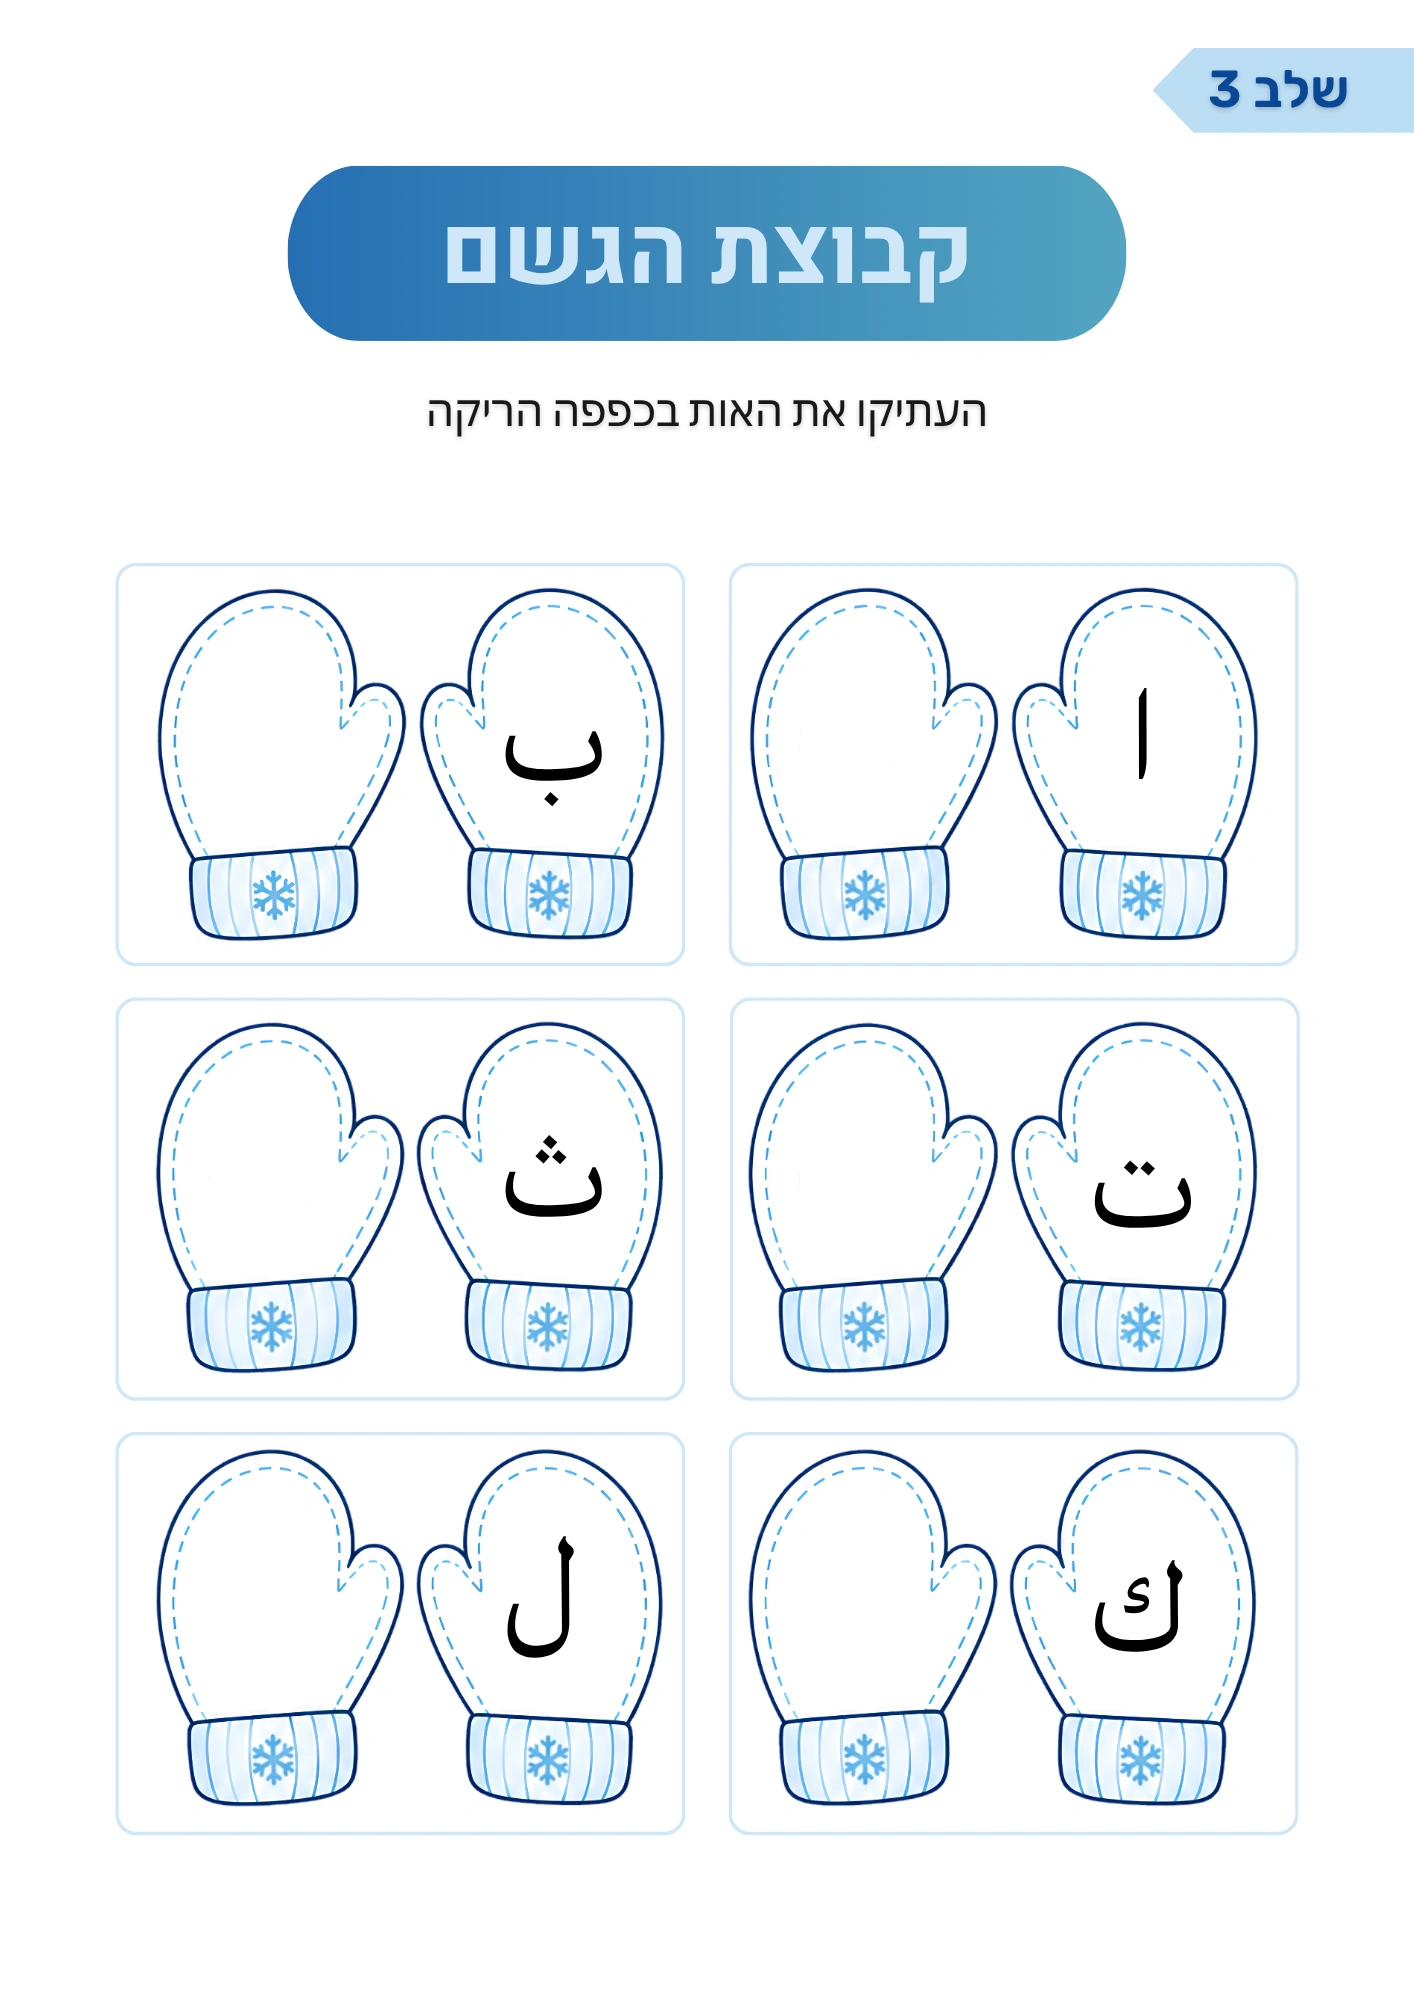 שלב 3
קבוצת הגשם
העתיקו את האות בכפפה הריקה
ا
ب
ت
ث
ك
ل